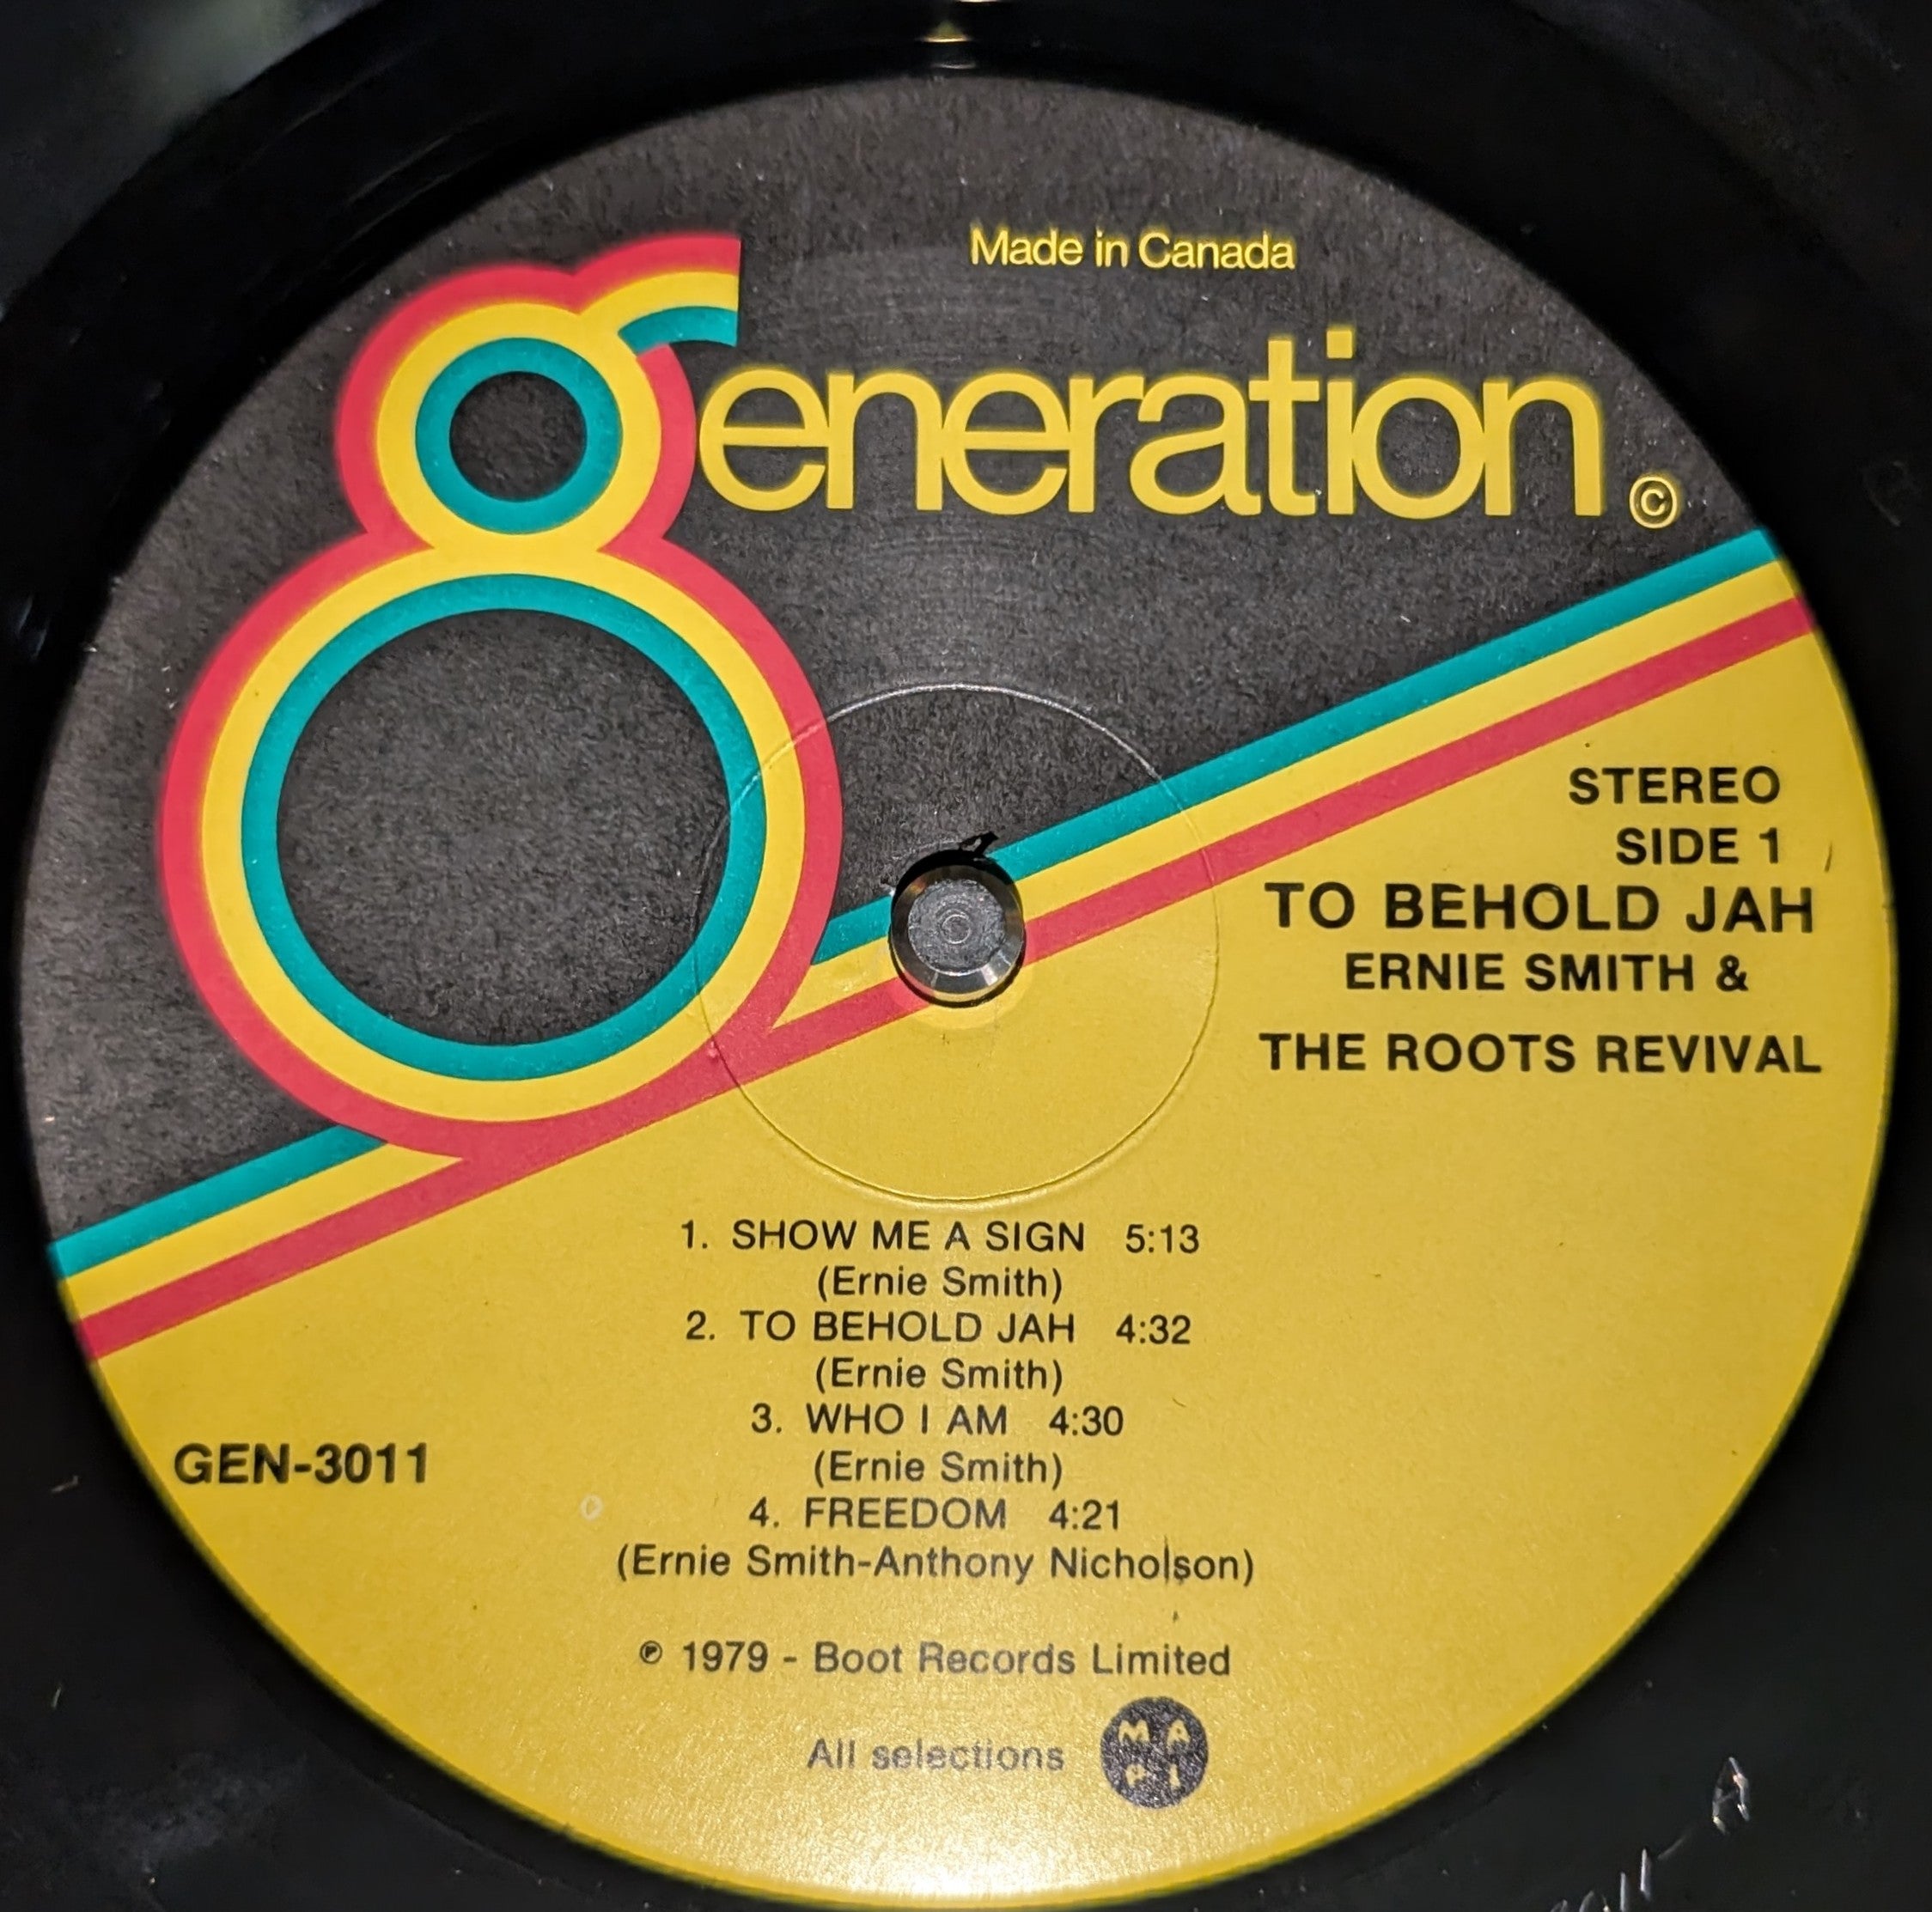 Made in Canada
generation ©
STEREO
SIDE 1
TO BEHOLD JAH
ERNIE SMITH &
THE ROOTS REVIVAL
1. SHOW ME A SIGN 5:13
(Ernie Smith)
2. TO BEHOLD JAH 4:32
(Ernie Smith)
3. WHO I AM 4:30
(Ernie Smith)
4. FREEDOM 4:21
(Ernie Smith-Anthony Nicholson)
GEN-3011
℗ 1979 - Boot Records Limited
All selections
M A
P L
A